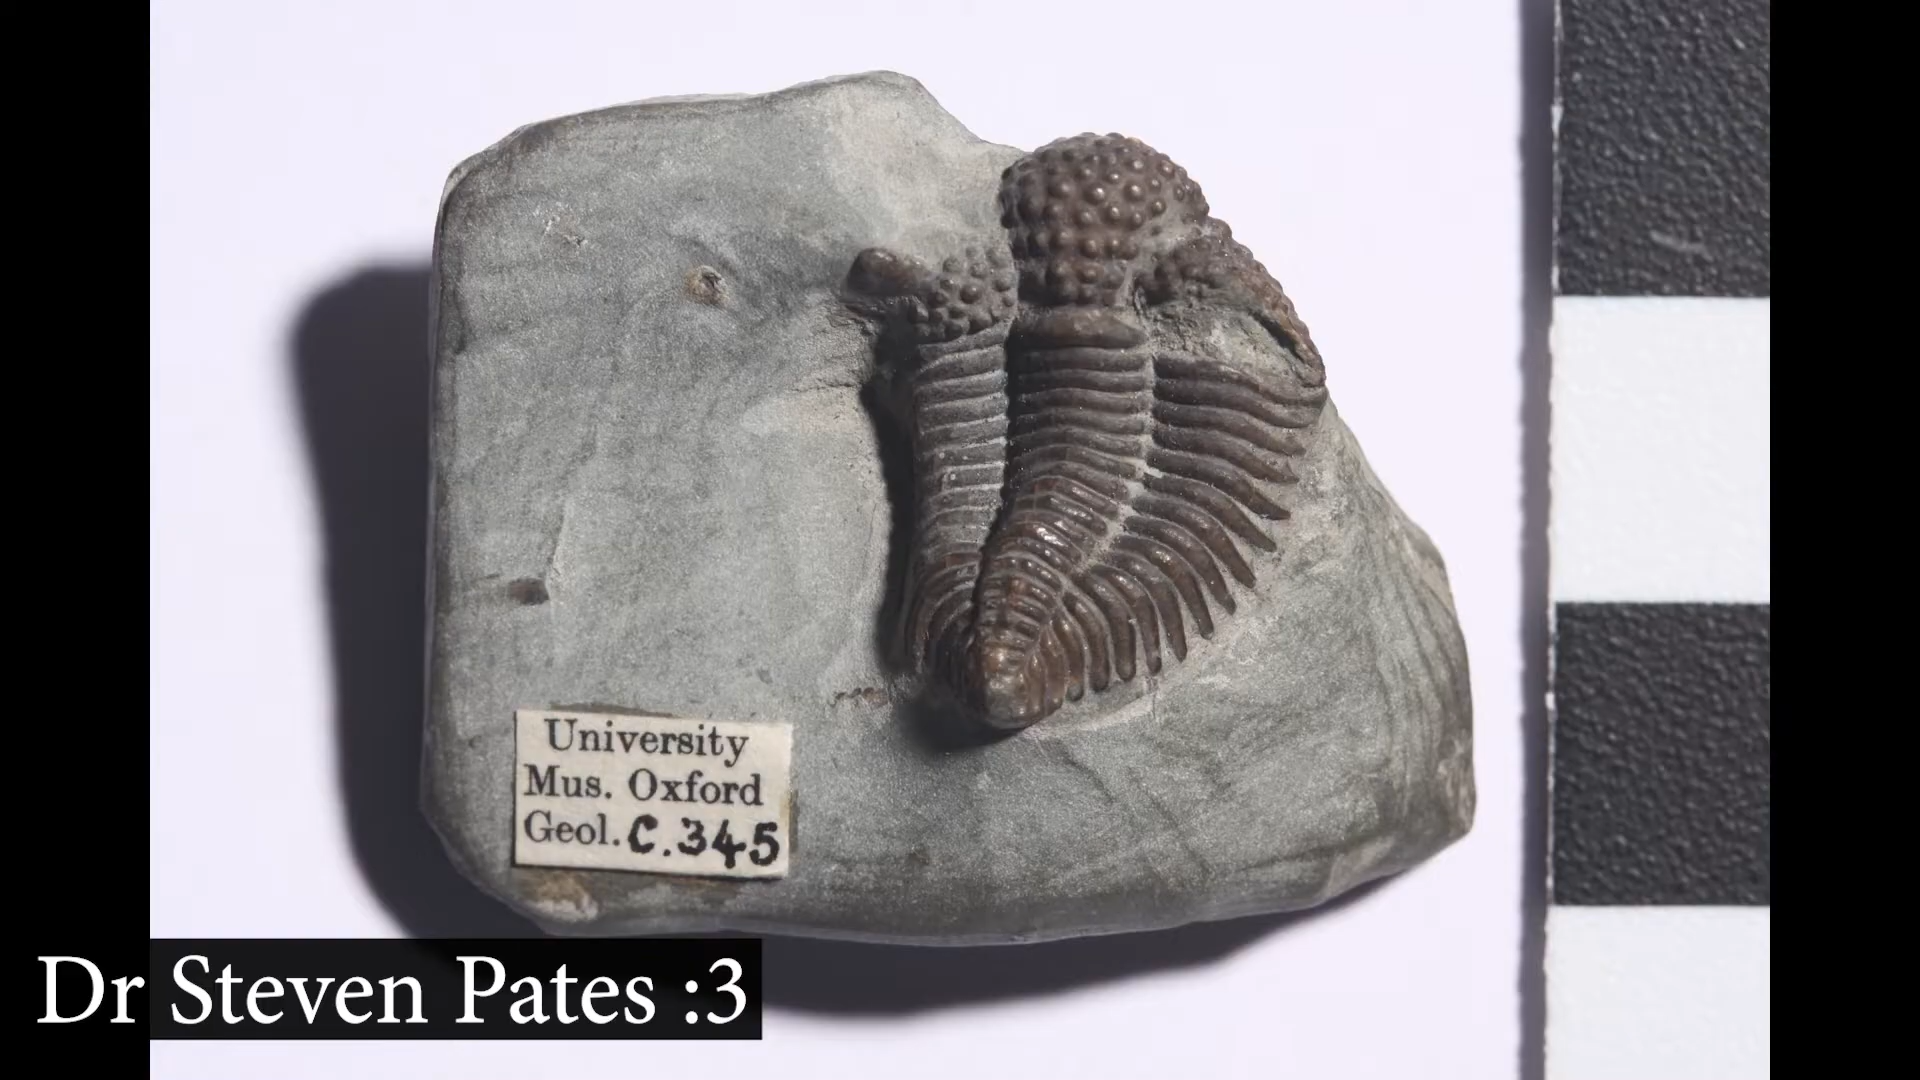 University
Mus. Oxford
Geol. C.345
Dr Steven Pates :3